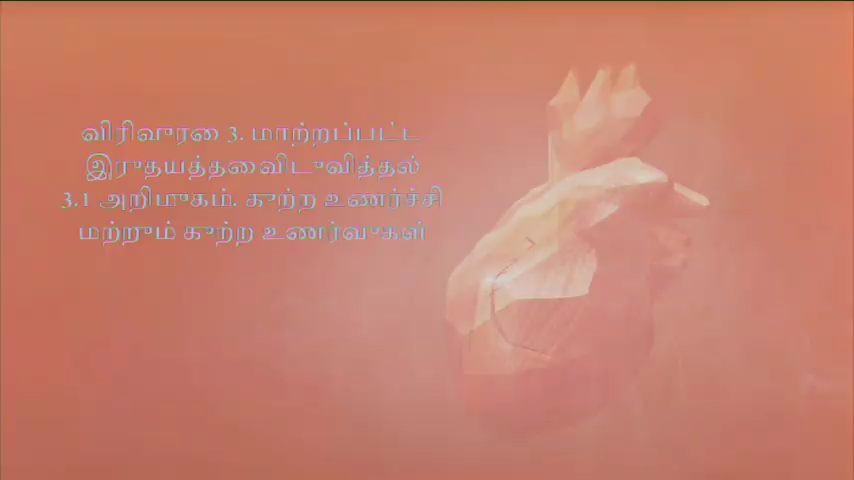 விரிவுரை 3. மாற்றப்பட்ட
இருதயத்தைவிடுவித்தல்
3.1 அறிமுகம். குற்ற உணர்ச்சி
மற்றும் குற்ற உணர்வுகள்